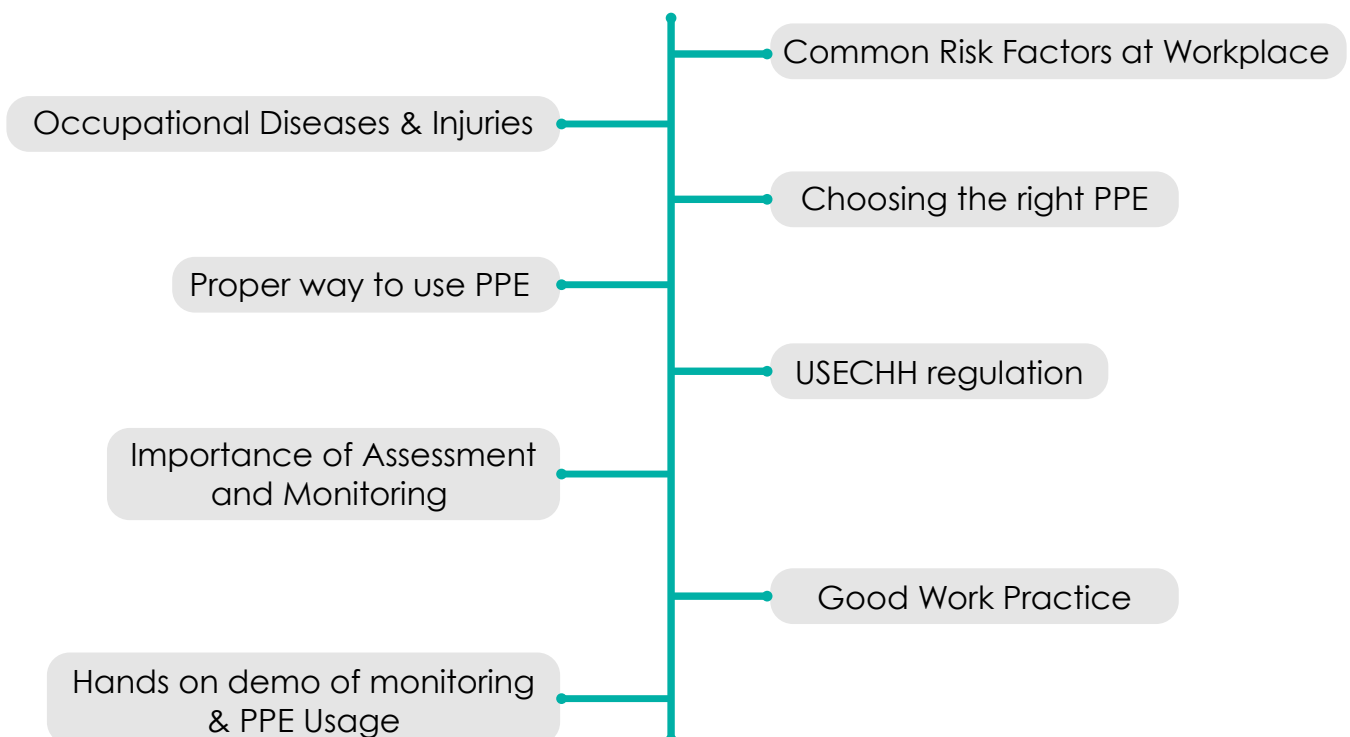 Common Risk Factors at Workplace
Occupational Diseases & Injuries
Choosing the right PPE
Proper way to use PPE
USECHH regulation
Importance of Assessment
and Monitoring
Good Work Practice
Hands on demo of monitoring
& PPE Usage